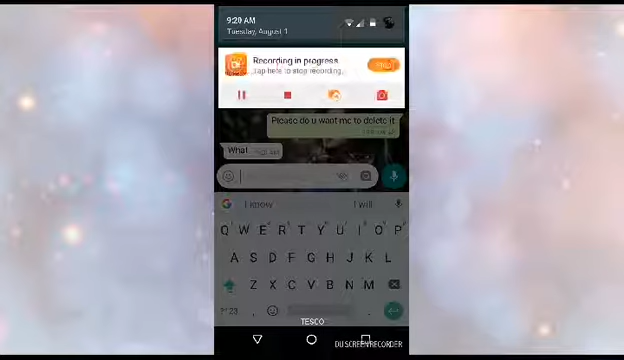 9:20 AM
Tuesday, August 1
Recording in progress
Tap here to stop recording.
Please do u want me to delete it
What
I know
I will
Q W E R T Y U I O P
A S D F G H J K L
Z X C V B N M
?123 , .
TESCO
DU SCREEN RECORDER